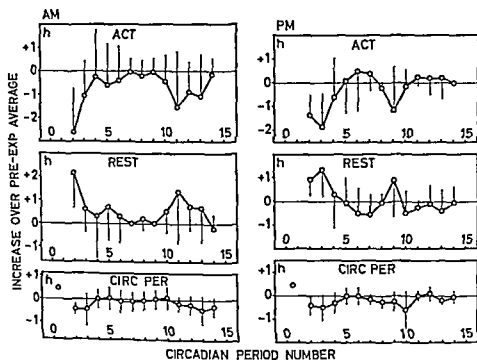 AM
PM
INCREASE OVER PRE-EXP AVERAGE
h ACT
+1
0
-1
-2
0 5 10 15
h ACT
+1
0
-1
-2
0 5 10 15
h REST
+2
+1
0
-1
0 5 10 15
h REST
+1
0
-1
0 5 10 15
h CIRC PER
+1
0
-1
0 5 10 15
h CIRC PER
+1
0
-1
0 5 10 15
CIRCADIAN PERIOD NUMBER